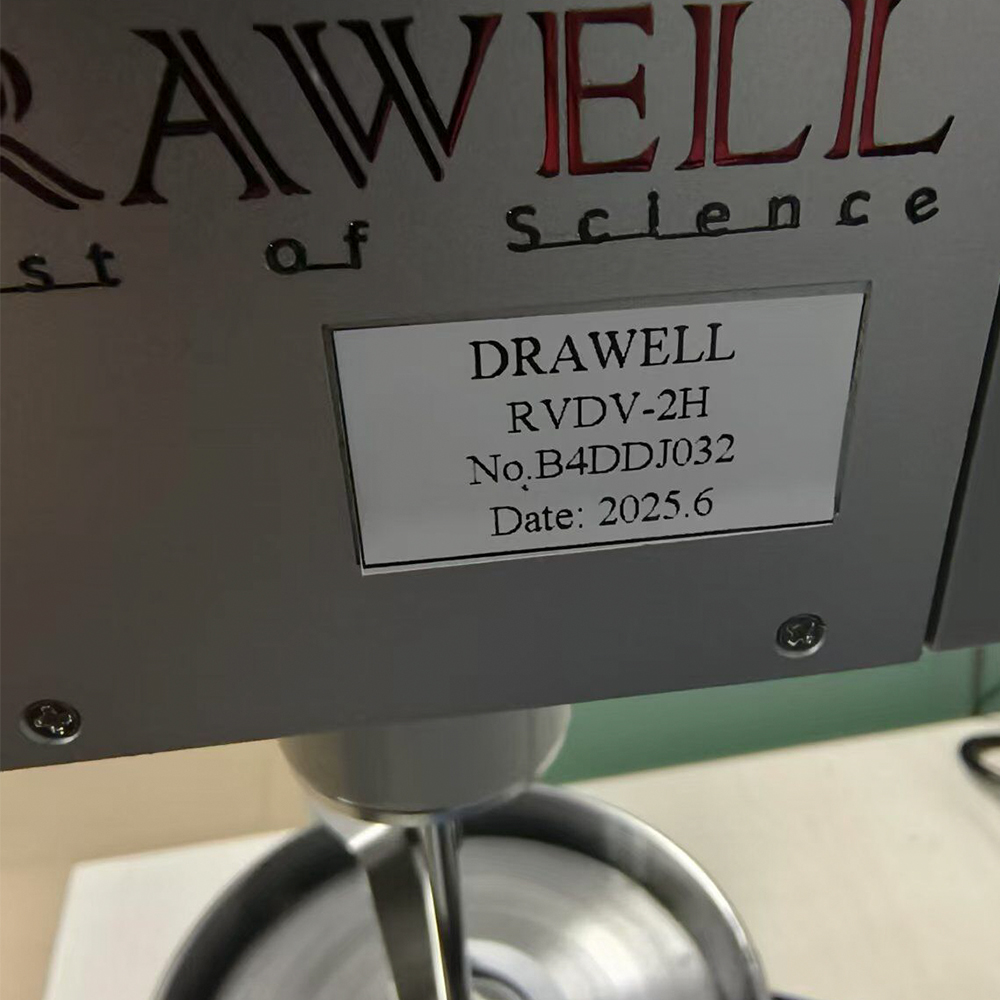 RAWELL
st of Science
DRAWELL
RVDV-2H
No.B4DDJ032
Date: 2025.6